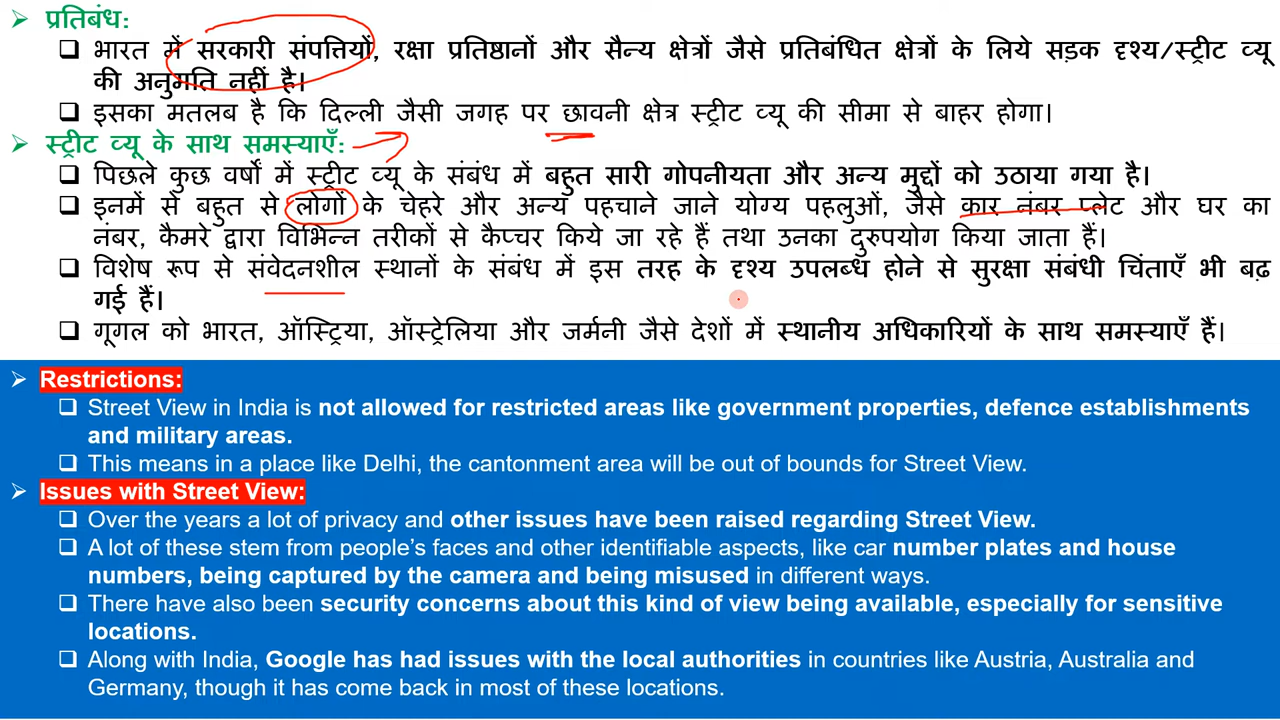 ➢ प्रतिबंध:
❑ भारत में सरकारी संपत्तियों, रक्षा प्रतिष्ठानों और सैन्य क्षेत्रों जैसे प्रतिबंधित क्षेत्रों के लिये सड़क दृश्य/स्ट्रीट व्यू
की अनुमति नहीं है।
❑ इसका मतलब है कि दिल्ली जैसी जगह पर छावनी क्षेत्र स्ट्रीट व्यू की सीमा से बाहर होगा।
➢ स्ट्रीट व्यू के साथ समस्याएँ:
❑ पिछले कुछ वर्षों में स्ट्रीट व्यू के संबंध में बहुत सारी गोपनीयता और अन्य मुद्दों को उठाया गया है।
❑ इनमें से बहुत से लोगों के चेहरे और अन्य पहचाने जाने योग्य पहलुओं, जैसे कार नंबर प्लेट और घर का
नंबर, कैमरे द्वारा विभिन्न तरीकों से कैप्चर किये जा रहे हैं तथा उनका दुरुपयोग किया जाता हैं।
❑ विशेष रूप से संवेदनशील स्थानों के संबंध में इस तरह के दृश्य उपलब्ध होने से सुरक्षा संबंधी चिंताएँ भी बढ़
गई हैं।
❑ गूगल को भारत, ऑस्ट्रिया, ऑस्ट्रेलिया और जर्मनी जैसे देशों में स्थानीय अधिकारियों के साथ समस्याएँ हैं।
➢ Restrictions:
❑ Street View in India is not allowed for restricted areas like government properties, defence establishments
and military areas.
❑ This means in a place like Delhi, the cantonment area will be out of bounds for Street View.
➢ Issues with Street View:
❑ Over the years a lot of privacy and other issues have been raised regarding Street View.
❑ A lot of these stem from people’s faces and other identifiable aspects, like car number plates and house
numbers, being captured by the camera and being misused in different ways.
❑ There have also been security concerns about this kind of view being available, especially for sensitive
locations.
❑ Along with India, Google has had issues with the local authorities in countries like Austria, Australia and
Germany, though it has come back in most of these locations.